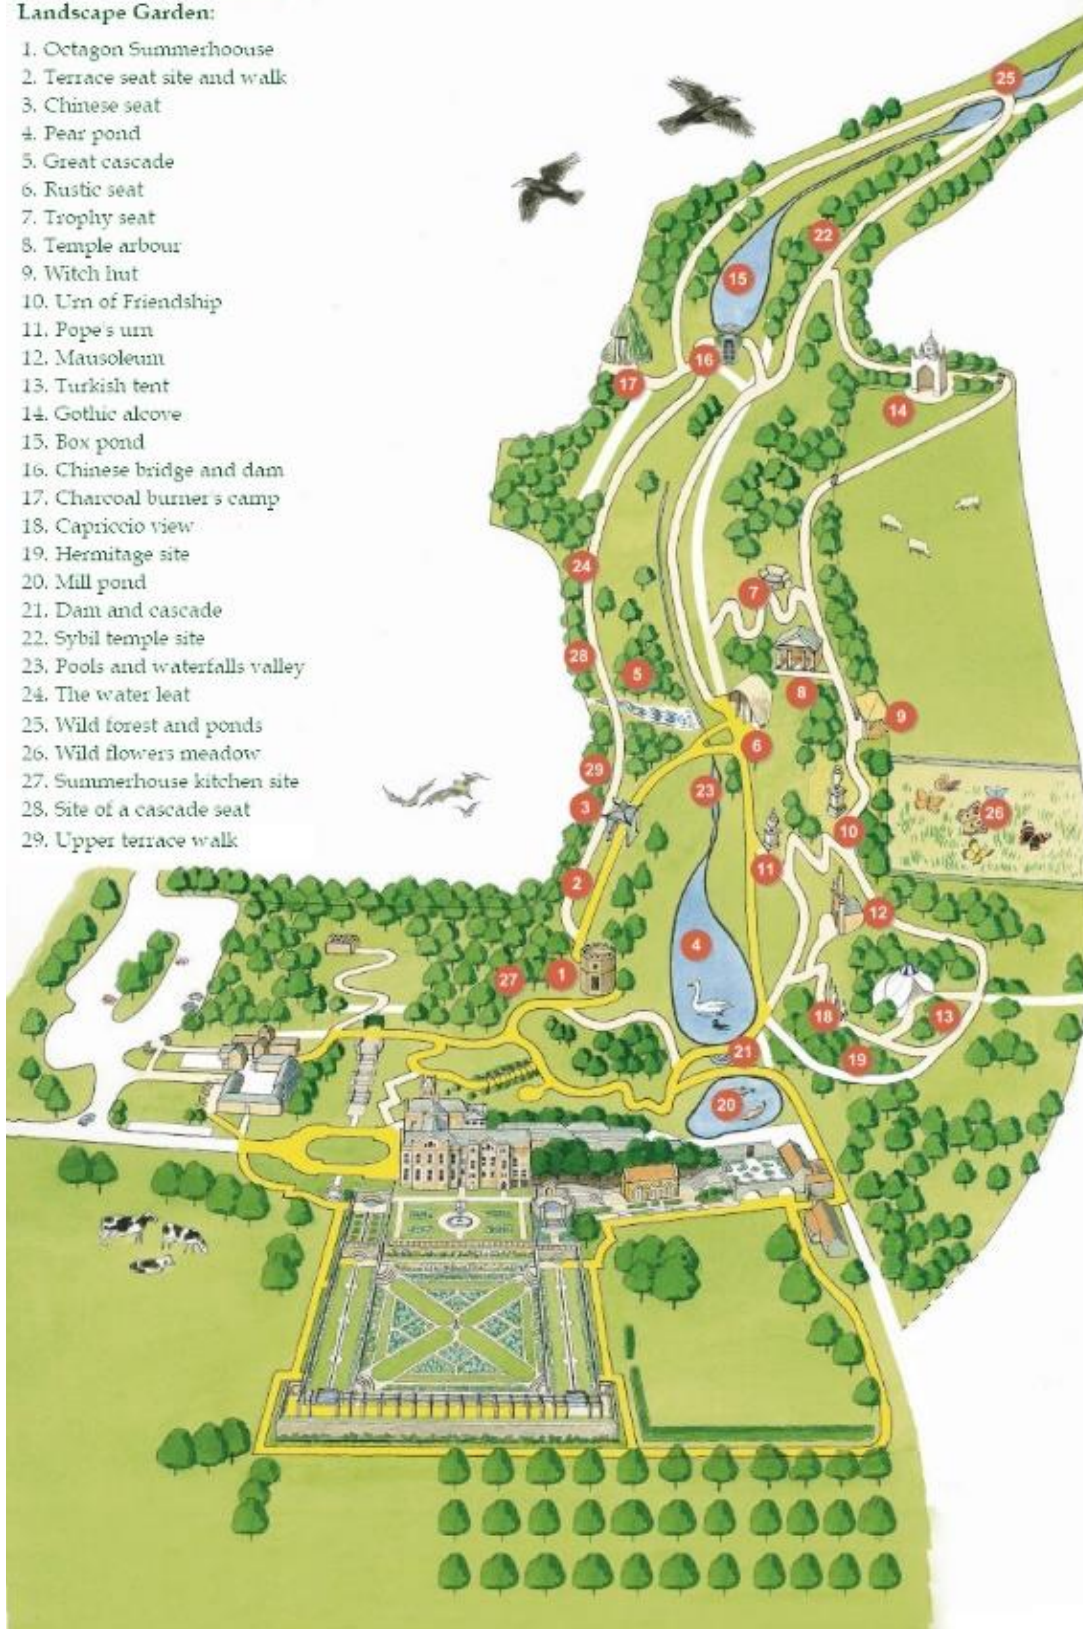 Landscape Garden:
1. Octagon Summerhoouse
2. Terrace seat site and walk
3. Chinese seat
4. Pear pond
5. Great cascade
6. Rustic seat
7. Trophy seat
8. Temple arbour
9. Witch hut
10. Urn of Friendship
11. Pope's urn
12. Mausoleum
13. Turkish tent
14. Gothic alcove
15. Box pond
16. Chinese bridge and dam
17. Charcoal burner's camp
18. Capriccio view
19. Hermitage site
20. Mill pond
21. Dam and cascade
22. Sybil temple site
23. Pools and waterfalls valley
24. The water leat
25. Wild forest and ponds
26. Wild flowers meadow
27. Summerhouse kitchen site
28. Site of a cascade seat
29. Upper terrace walk
25
22
15
16
17
14
24
7
28
5
8
9
6
29
23
3
26
10
11
2
12
4
1
27
18
13
21
19
20